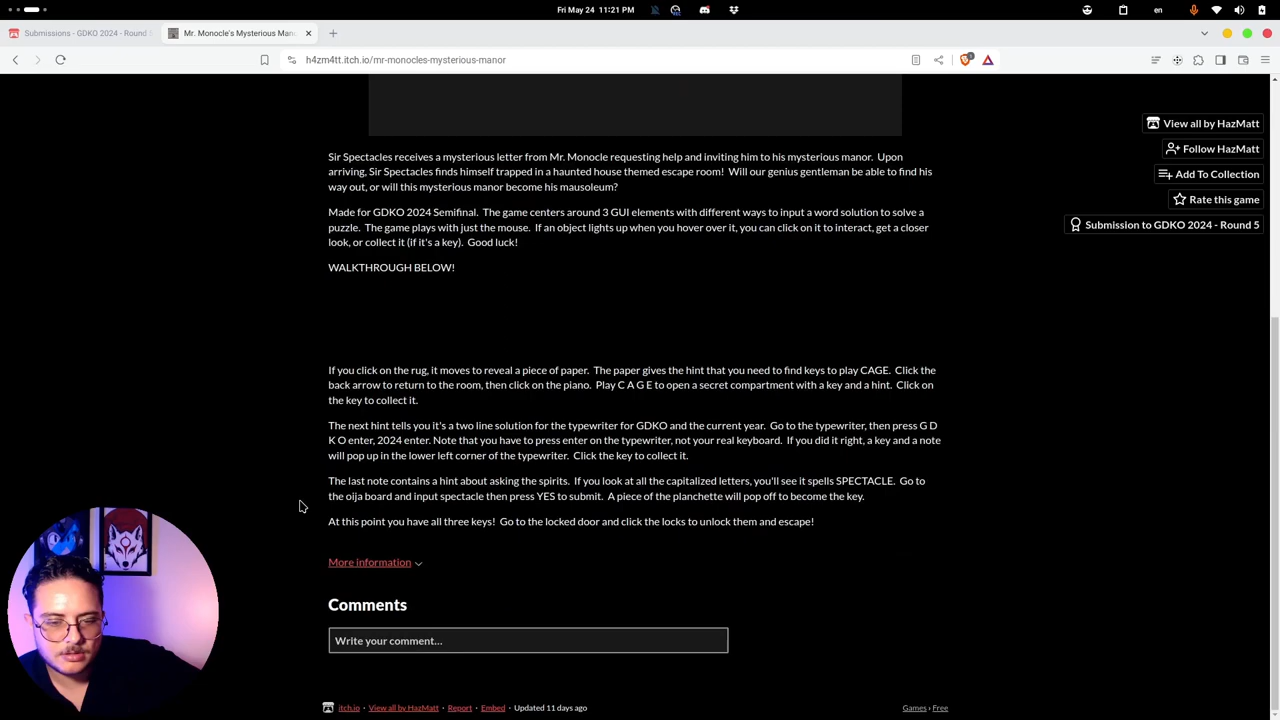 Fri May 24 11:21 PM
en
Submissions - GDKO 2024 - Round 5
Mr. Monocle's Mysterious Mano
h4zm4tt.itch.io/mr-monocles-mysterious-manor
View all by HazMatt
Follow HazMatt
Add To Collection
Rate this game
Submission to GDKO 2024 - Round 5
Sir Spectacles receives a mysterious letter from Mr. Monocle requesting help and inviting him to his mysterious manor. Upon
arriving, Sir Spectacles finds himself trapped in a haunted house themed escape room! Will our genius gentleman be able to find his
way out, or will this mysterious manor become his mausoleum?
Made for GDKO 2024 Semifinal. The game centers around 3 GUI elements with different ways to input a word solution to solve a
puzzle. The game plays with just the mouse. If an object lights up when you hover over it, you can click on it to interact, get a closer
look, or collect it (if it's a key). Good luck!
WALKTHROUGH BELOW!
If you click on the rug, it moves to reveal a piece of paper. The paper gives the hint that you need to find keys to play CAGE. Click the
back arrow to return to the room, then click on the piano. Play C A G E to open a secret compartment with a key and a hint. Click on
the key to collect it.
The next hint tells you it's a two line solution for the typewriter for GDKO and the current year. Go to the typewriter, then press G D
K O enter, 2024 enter. Note that you have to press enter on the typewriter, not your real keyboard. If you did it right, a key and a note
will pop up in the lower left corner of the typewriter. Click the key to collect it.
The last note contains a hint about asking the spirits. If you look at all the capitalized letters, you'll see it spells SPECTACLE. Go to
the oija board and input spectacle then press YES to submit. A piece of the planchette will pop off to become the key.
At this point you have all three keys! Go to the locked door and click the locks to unlock them and escape!
More information
Comments
Write your comment...
itch.io · View all by HazMatt · Report · Embed · Updated 11 days ago
Games › Free